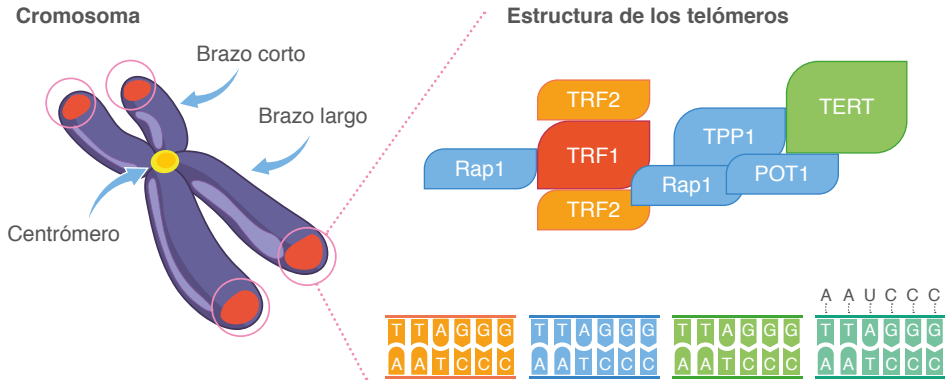 Cromosoma
Estructura de los telómeros
Brazo corto
Brazo largo
Centrómero
TRF2
TERT
TPP1
TRF1
Rap1
Rap1
POT1
TRF2
A A U C C C
T T A G G G
T T A G G G
T T A G G G
T T A G G G
A A T C C C
A A T C C C
A A T C C C
A A T C C C